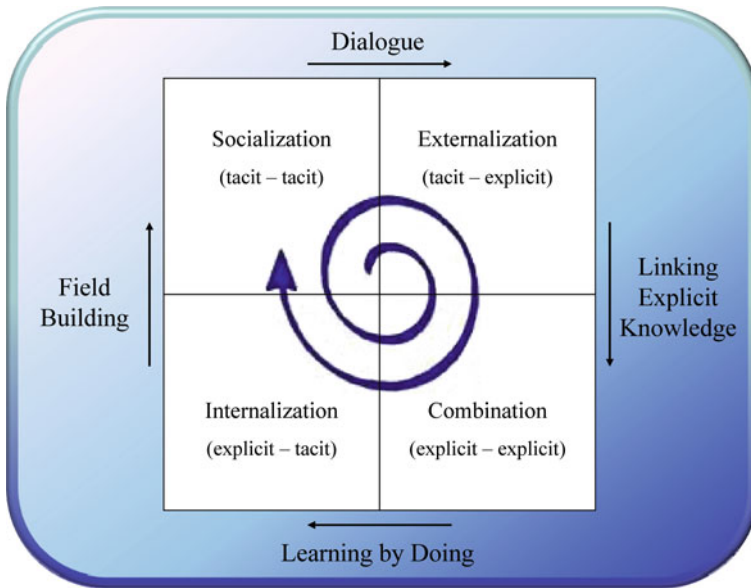 Dialogue
Socialization
(tacit – tacit)
Externalization
(tacit – explicit)
Field
Building
Linking
Explicit
Knowledge
Internalization
(explicit – tacit)
Combination
(explicit – explicit)
Learning by Doing